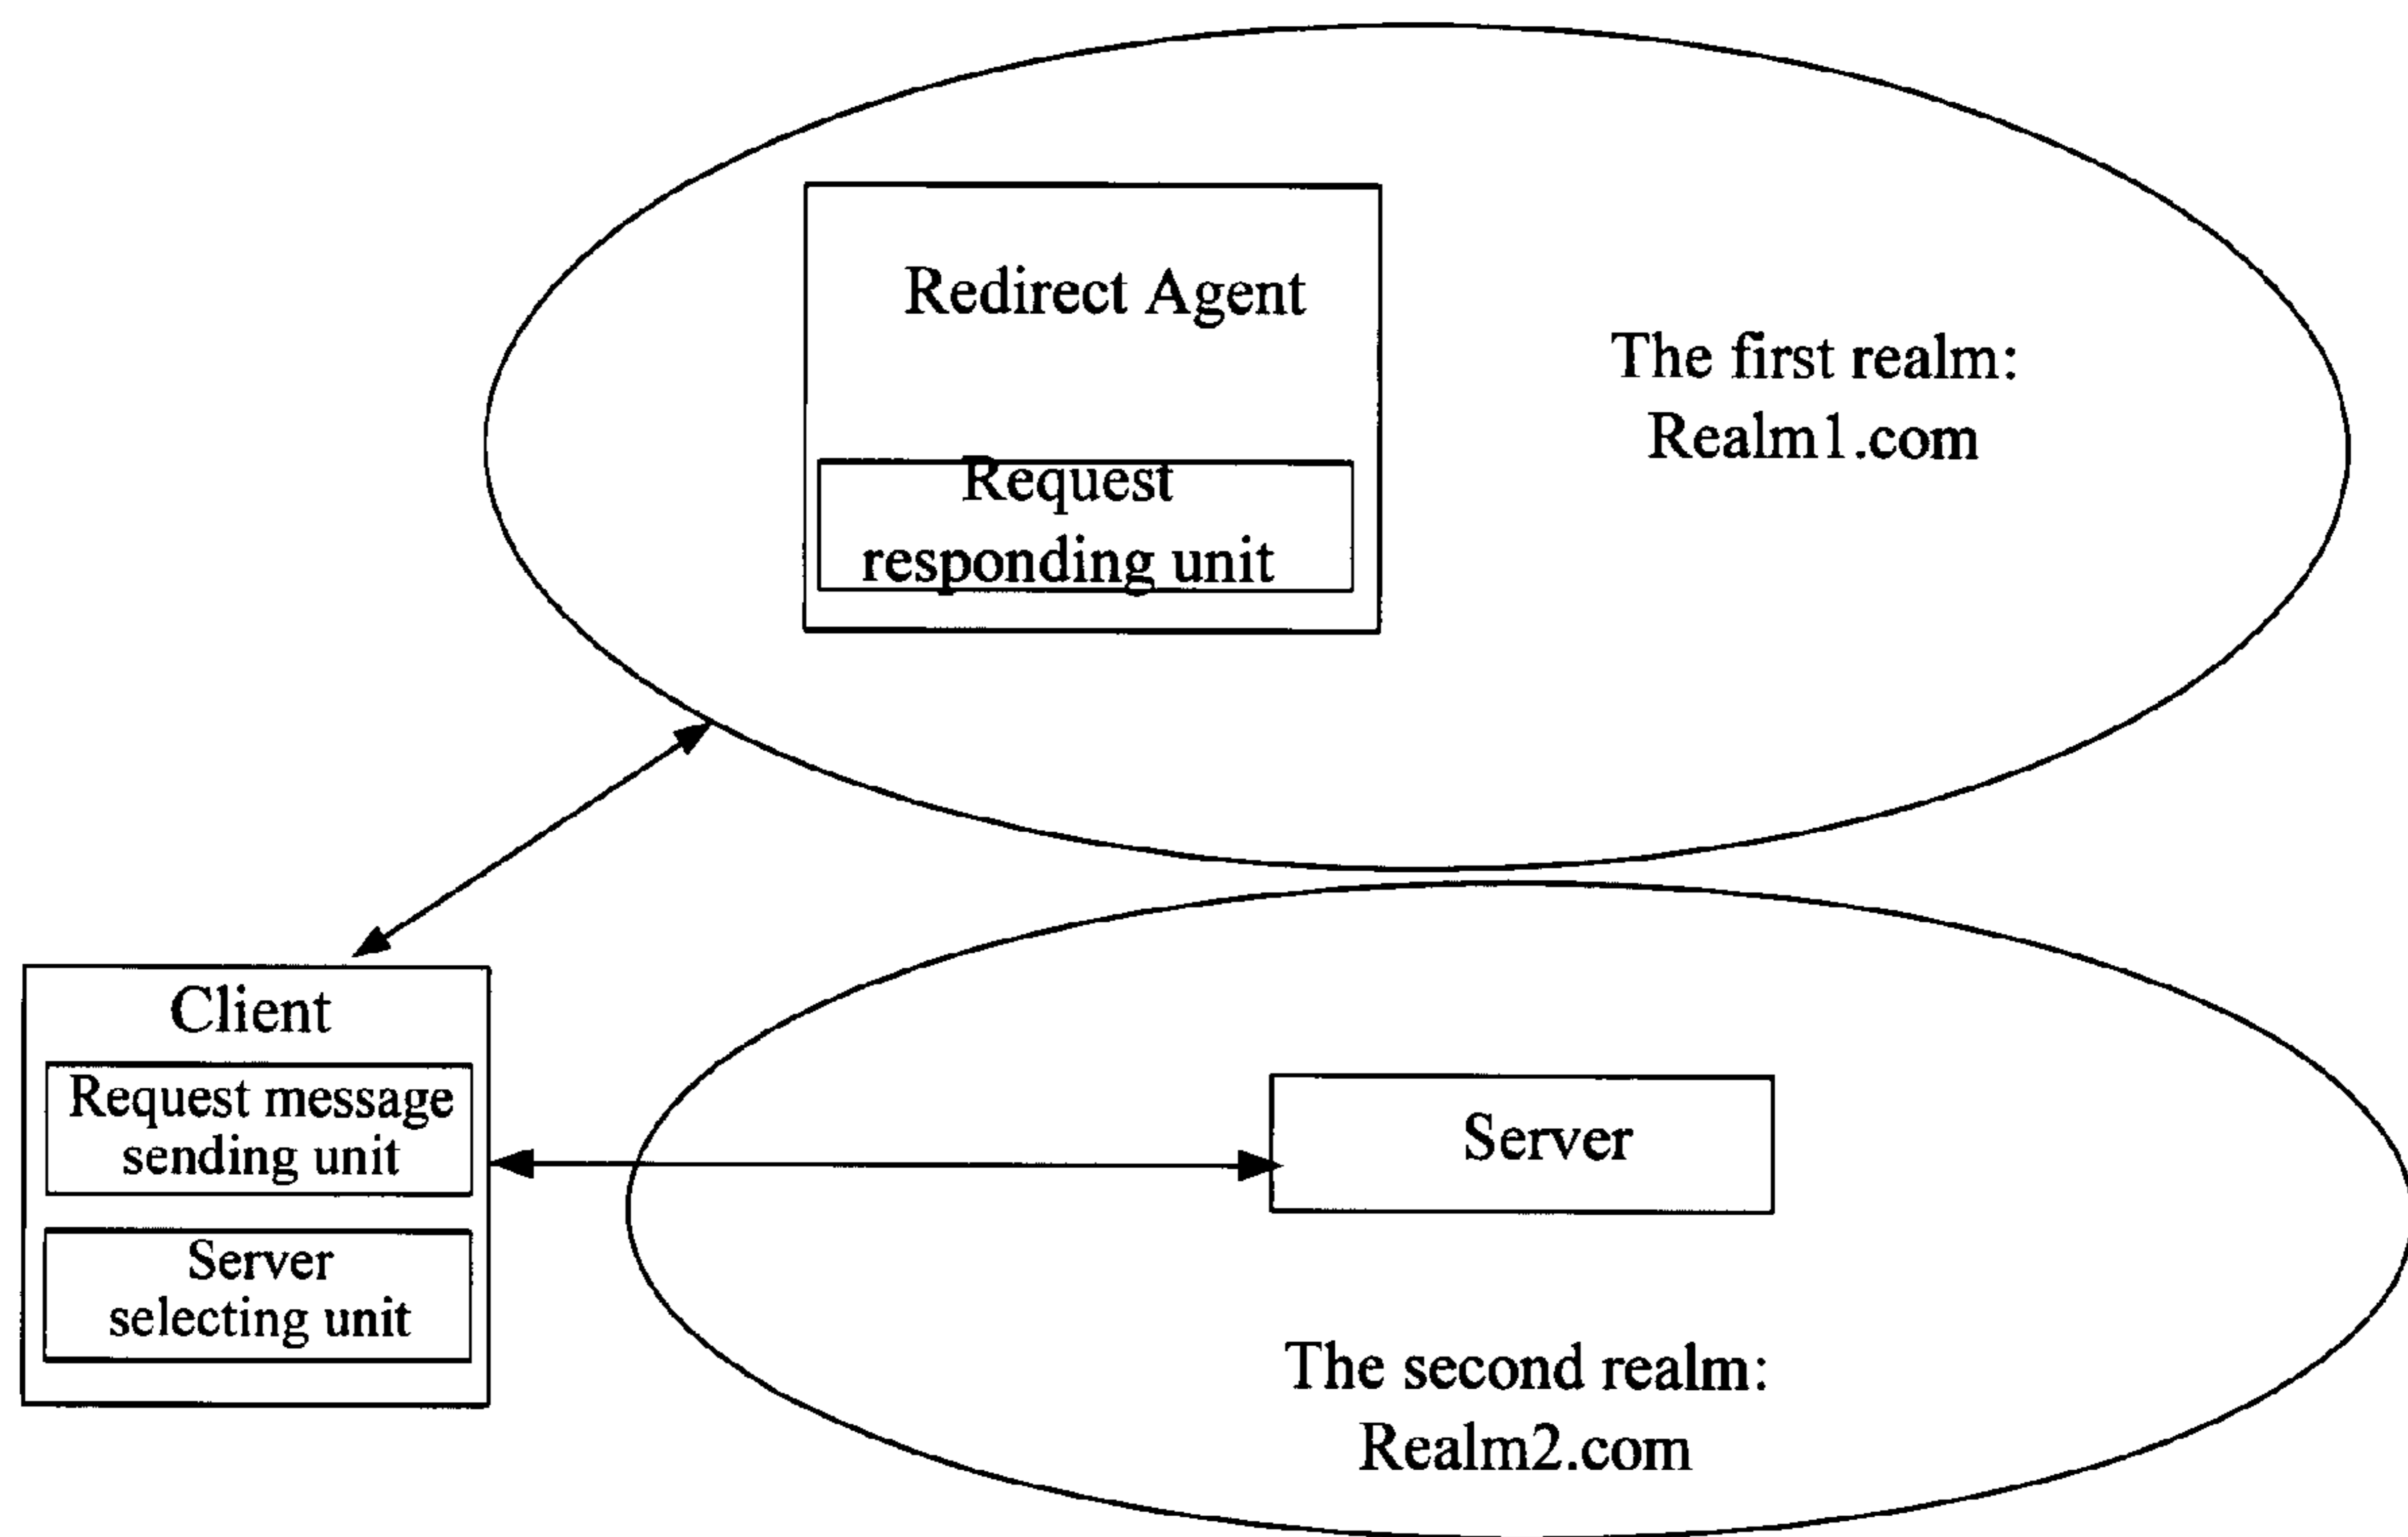 Redirect Agent
Request
responding unit
The first realm:
Realm1.com
Client
Request message
sending unit
Server
selecting unit
Server
The second realm:
Realm2.com